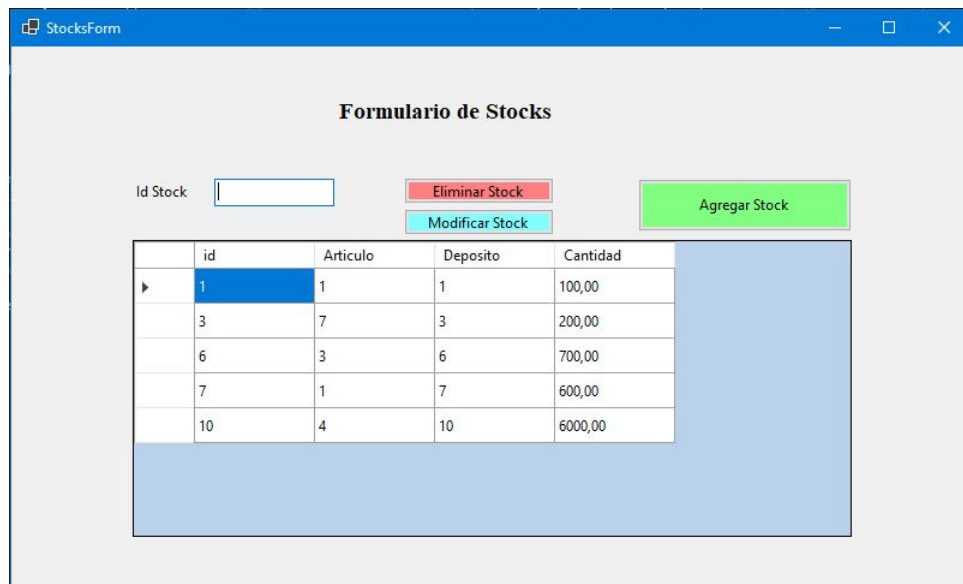 StocksForm
Formulario de Stocks
Id Stock
Eliminar Stock
Agregar Stock
Modificar Stock
id Articulo Deposito Cantidad
1 1 1 100,00
3 7 3 200,00
6 3 6 700,00
7 1 7 600,00
10 4 10 6000,00